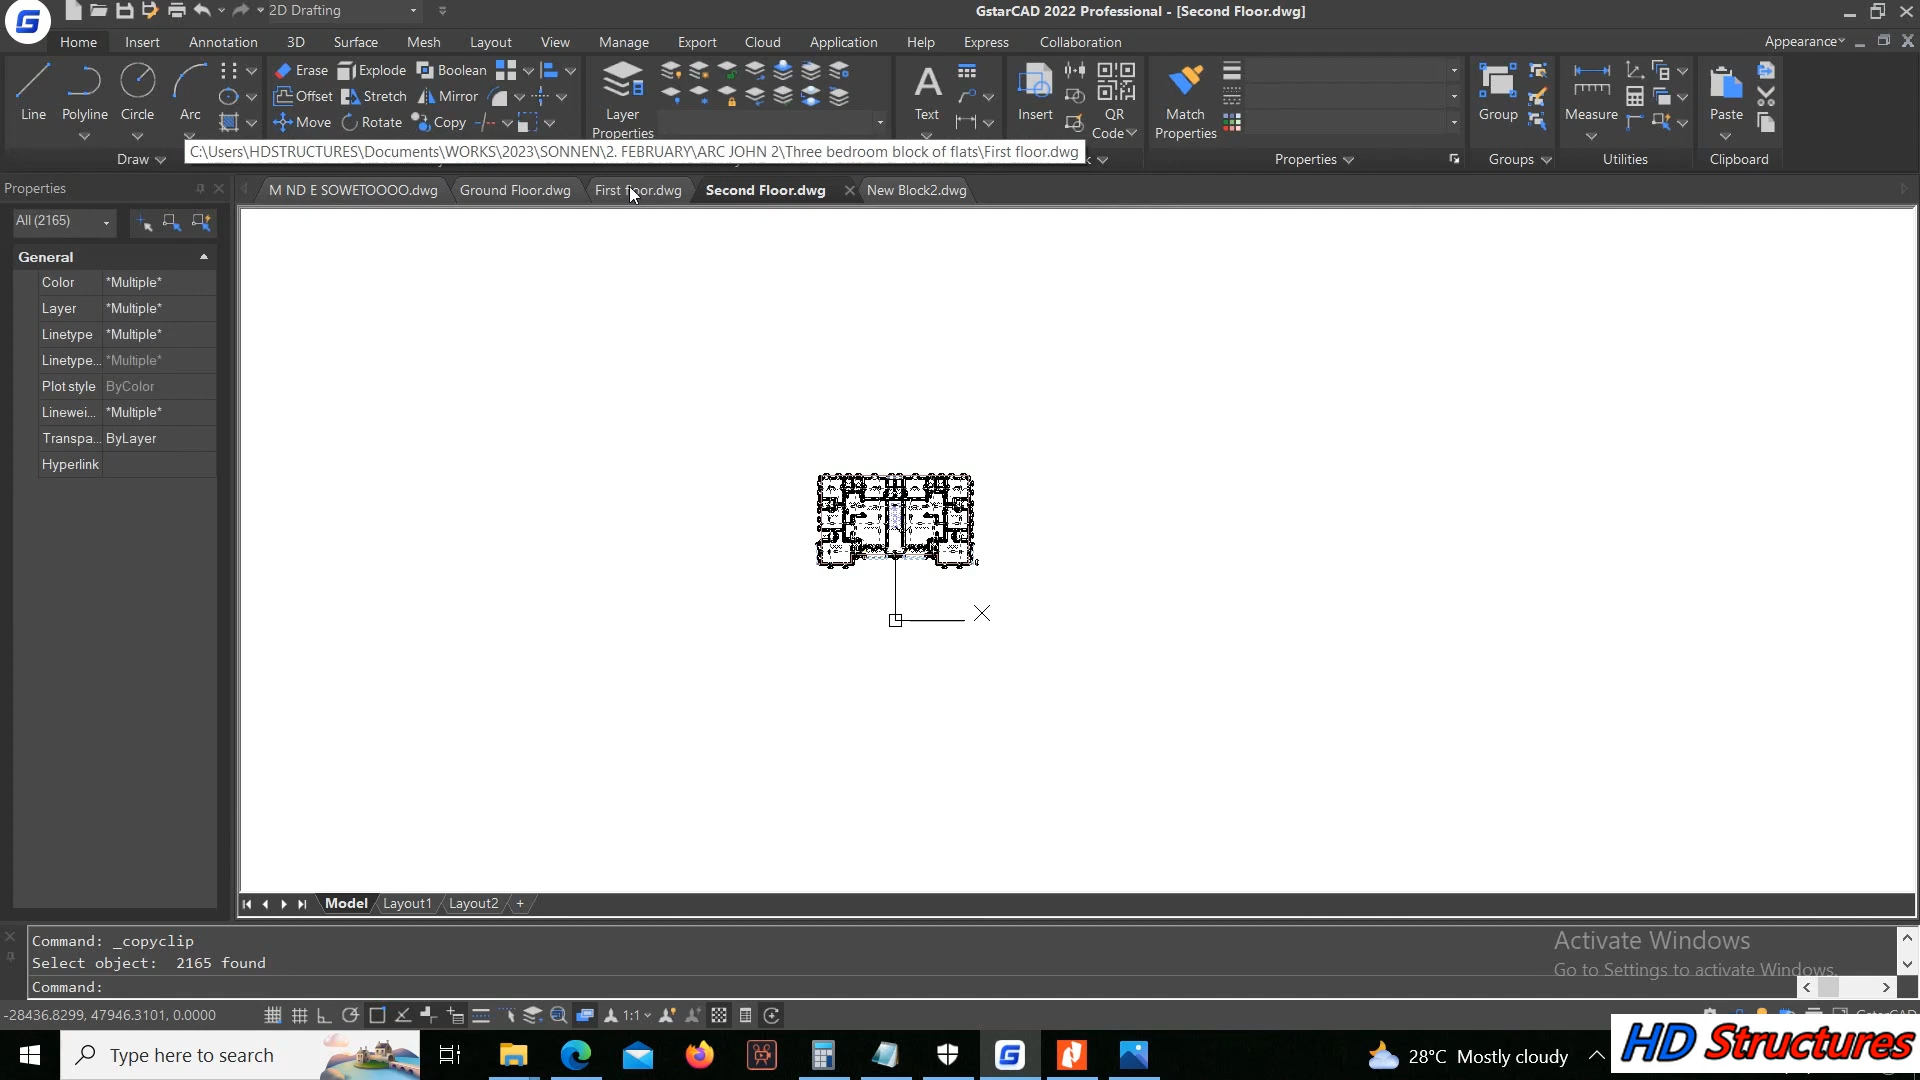 2D Drafting
GstarCAD 2022 Professional - [Second Floor.dwg]
Home Insert Annotation 3D Surface Mesh Layout View Manage Export Cloud Application Help Express Collaboration Appearance
Line Polyline Circle Arc
Erase Explode Boolean
Offset Stretch Mirror
Move Rotate Copy
Layer Properties
Text
Insert
QR Code
Match Properties
Group
Measure
Paste
Draw
Properties Groups Utilities Clipboard
C:\Users\HDSTRUCTURES\Documents\WORKS\2023\SONNEN\2. FEBRUARY\ARC JOHN 2\Three bedroom block of flats\First floor.dwg
Properties
M ND E SOWETOOOO.dwg Ground Floor.dwg First floor.dwg Second Floor.dwg New Block2.dwg
All (2165)
General
Color *Multiple*
Layer *Multiple*
Linetype *Multiple*
Linetype... *Multiple*
Plot style ByColor
Linewei... *Multiple*
Transpa... ByLayer
Hyperlink
Model Layout1 Layout2 +
Command: _copyclip
Select object: 2165 found
Command:
Activate Windows
Go to Settings to activate Windows.
-28436.8299, 47946.3101, 0.0000
1:1
Type here to search
28°C Mostly cloudy
HD Structures